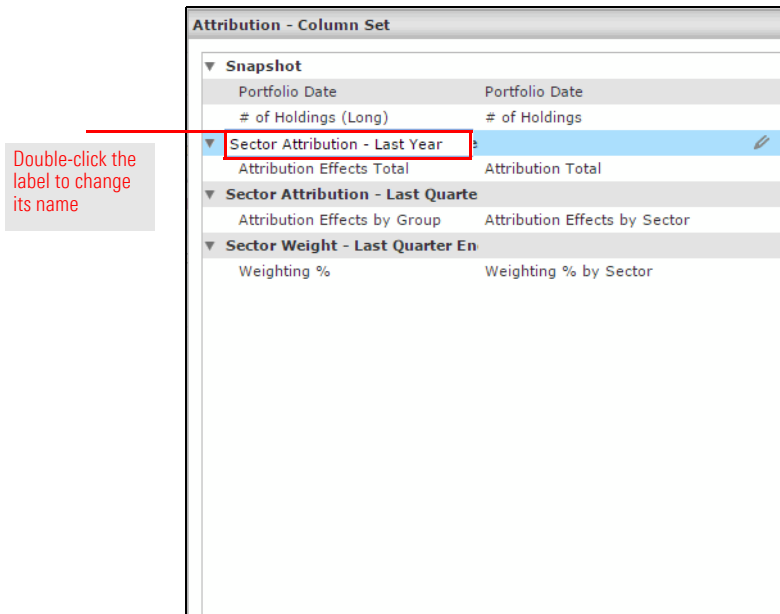 Attribution - Column Set
Snapshot
Portfolio Date Portfolio Date
# of Holdings (Long) # of Holdings
Sector Attribution - Last Year
Attribution Effects Total Attribution Total
Sector Attribution - Last Quarte
Attribution Effects by Group Attribution Effects by Sector
Sector Weight - Last Quarter En
Weighting % Weighting % by Sector
Double-click the
label to change
its name